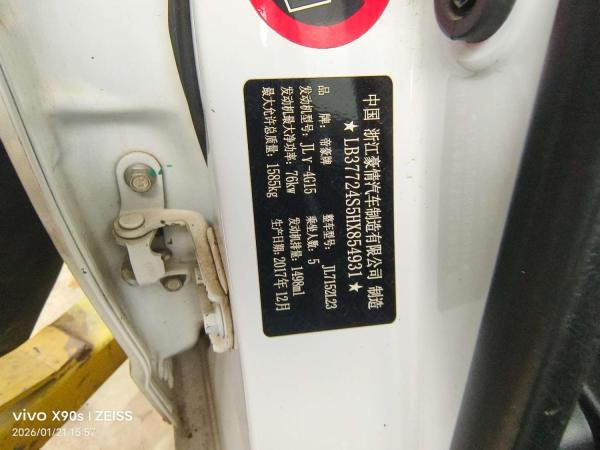 中国 浙江豪情汽车制造有限公司 制造
★LB37724S5HX854931★
品 牌：帝豪牌 整车型号：JL7152L23
发动机型号：JLY-4G15 乘坐人数：5
发动机最大净功率：76kw 发动机排量：1498ml
最大允许总质量：1585kg 生产日期：2017年12月
vivo X90s | ZEISS
2026/01/21 15:57